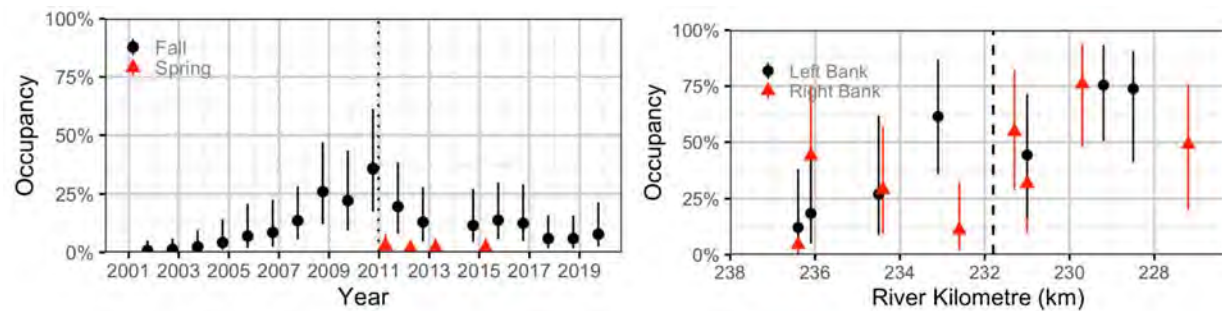 100%
75%
50%
25%
0%
Occupancy
Fall
Spring
2001 2003 2005 2007 2009 2011 2013 2015 2017 2019
Year
100%
75%
50%
25%
0%
Occupancy
Left Bank
Right Bank
238 236 234 232 230 228
River Kilometre (km)